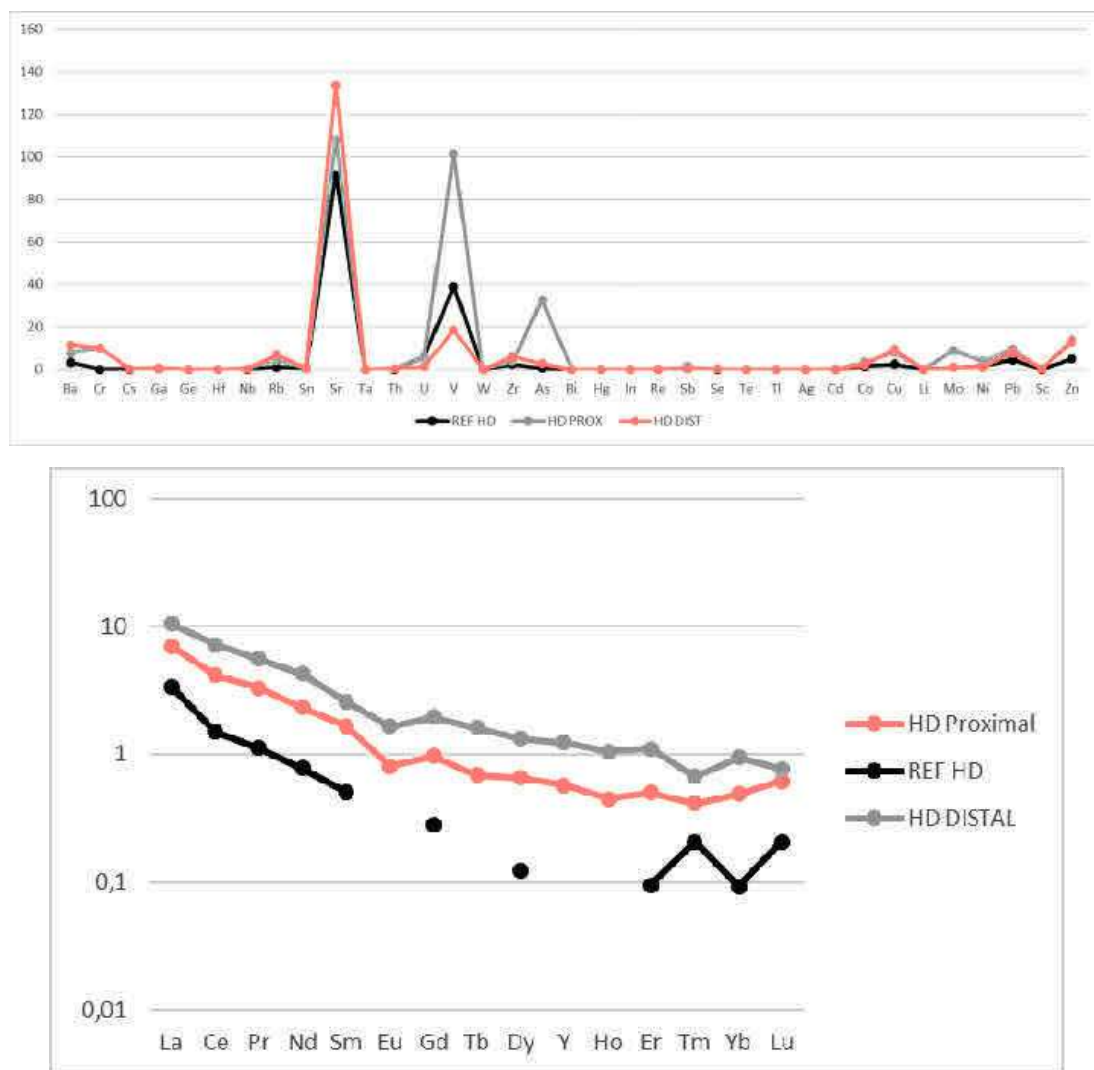 160
140
120
100
80
60
40
20
0
Ba Cr Cs Ga Ge Hf Nb Rb Sn Sr Ta Th U V W Zr As Bi Hg In Re Sb Se Te Tl Ag Cd Co Cu Li Mo Ni Pb Sc Zn
REF HD HD PROX HD DIST
100
10
1
0,1
0,01
La Ce Pr Nd Sm Eu Gd Tb Dy Y Ho Er Tm Yb Lu
HD Proximal
REF HD
HD DISTAL